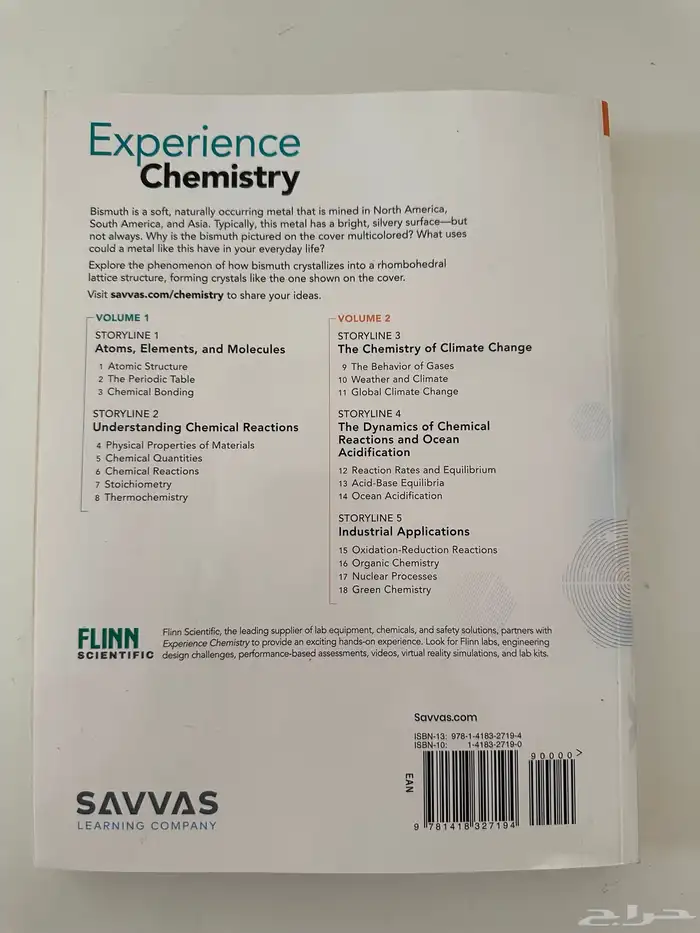 Experience
Chemistry
Bismuth is a soft, naturally occurring metal that is mined in North America,
South America, and Asia. Typically, this metal has a bright, silvery surface—but
not always. Why is the bismuth pictured on the cover multicolored? What uses
could a metal like this have in your everyday life?
Explore the phenomenon of how bismuth crystallizes into a rhombohedral
lattice structure, forming crystals like the one shown on the cover.
Visit savvas.com/chemistry to share your ideas.
VOLUME 1
STORYLINE 1
Atoms, Elements, and Molecules
1 Atomic Structure
2 The Periodic Table
3 Chemical Bonding
STORYLINE 2
Understanding Chemical Reactions
4 Physical Properties of Materials
5 Chemical Quantities
6 Chemical Reactions
7 Stoichiometry
8 Thermochemistry
VOLUME 2
STORYLINE 3
The Chemistry of Climate Change
9 The Behavior of Gases
10 Weather and Climate
11 Global Climate Change
STORYLINE 4
The Dynamics of Chemical
Reactions and Ocean
Acidification
12 Reaction Rates and Equilibrium
13 Acid-Base Equilibria
14 Ocean Acidification
STORYLINE 5
Industrial Applications
15 Oxidation-Reduction Reactions
16 Organic Chemistry
17 Nuclear Processes
18 Green Chemistry
FLINN
SCIENTIFIC
Flinn Scientific, the leading supplier of lab equipment, chemicals, and safety solutions, partners with
Experience Chemistry to provide an exciting hands-on experience. Look for Flinn labs, engineering
design challenges, performance-based assessments, videos, virtual reality simulations, and lab kits.
Savvas.com
ISBN-13: 978-1-4183-2719-4
ISBN-10: 1-4183-2719-0
90000>
EAN
9 781418 327194
SAVVAS
LEARNING COMPANY
حراج